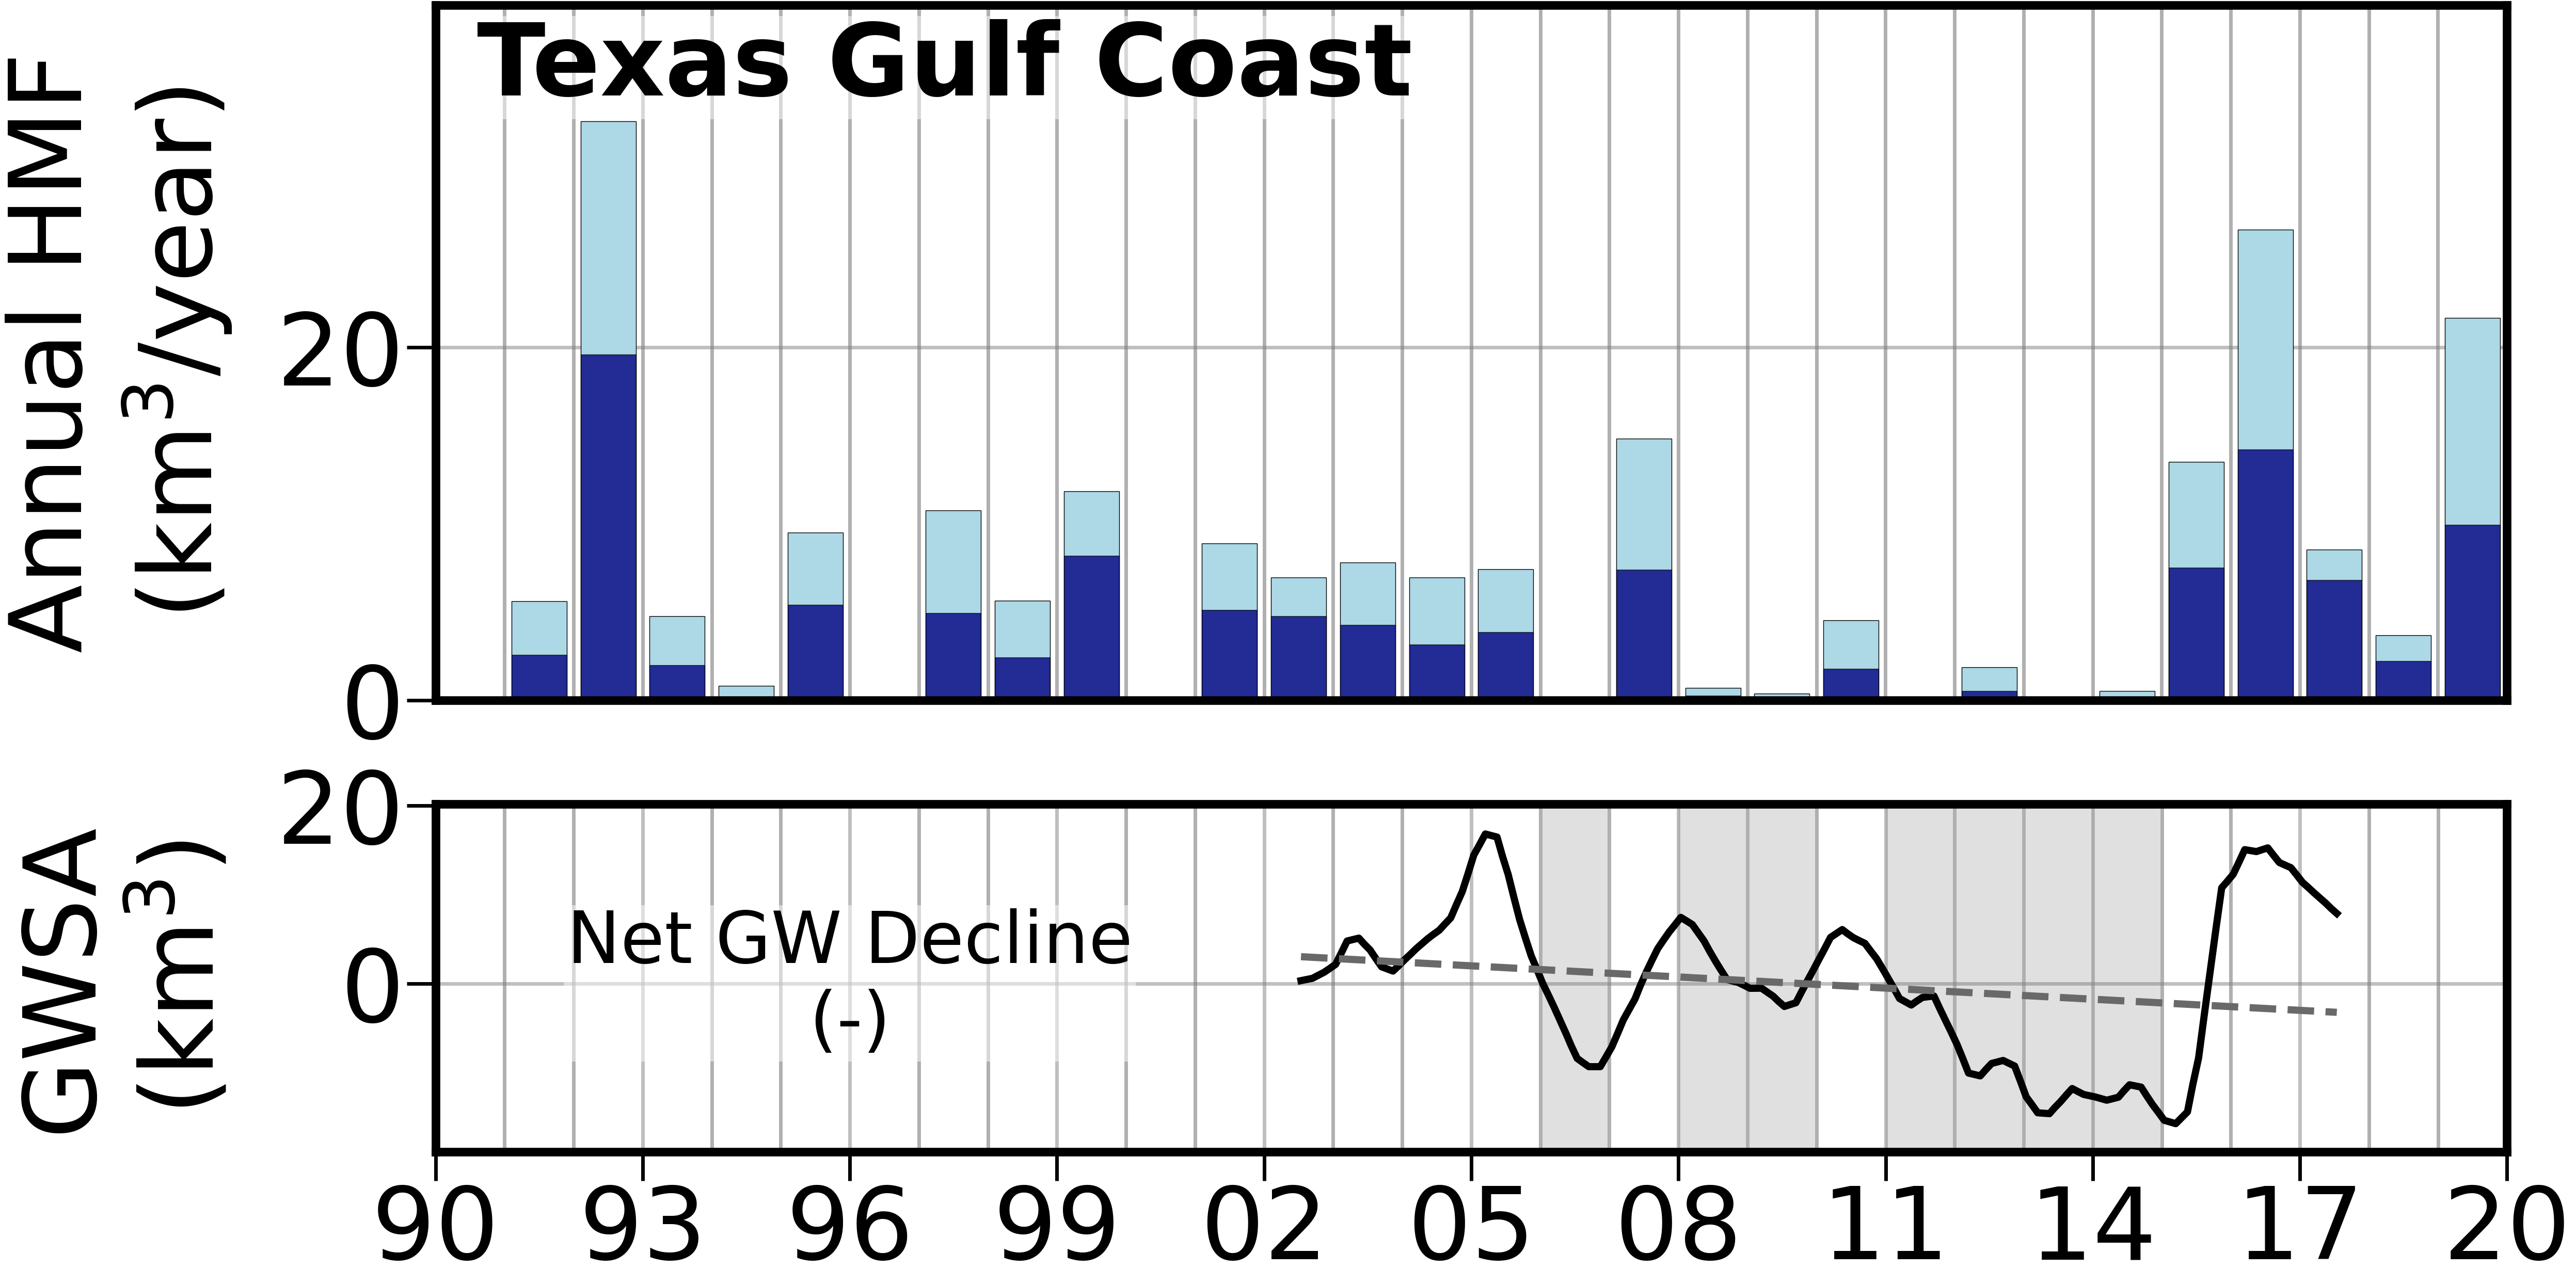 Texas Gulf Coast
Annual HMF
(km³/year)
20
0
GWSA
(km³)
20
0
Net GW Decline
(-)
90 93 96 99 02 05 08 11 14 17 20